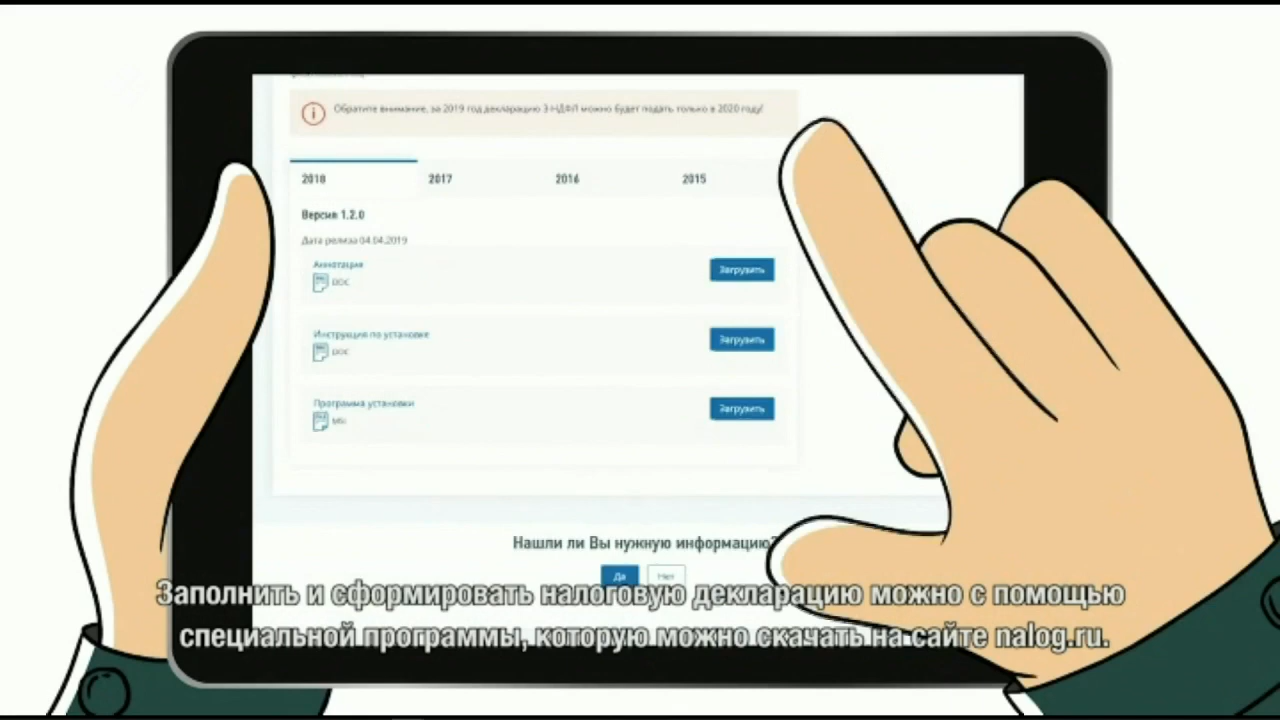 Обратите внимание, за 2019 год декларацию 3-НДФЛ можно будет подать только в 2020 году!
2018 2017 2016 2015
Версия 1.2.0
Дата релиза 04.04.2019
Аннотация
DOC
Загрузить
Инструкция по установке
DOC
Загрузить
Программа установки
MSI
Загрузить
Нашли ли Вы нужную информацию?
Да Нет
Заполнить и сформировать налоговую декларацию можно с помощью
специальной программы, которую можно скачать на сайте nalog.ru.